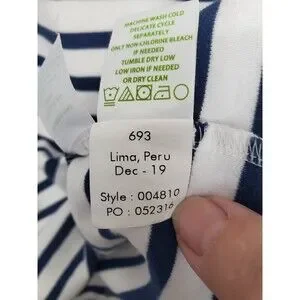 MACHINE WASH COLD
DELICATE CYCLE
SEPARATELY
ONLY NON-CHLORINE BLEACH
IF NEEDED
TUMBLE DRY LOW
LOW IRON IF NEEDED
OR DRY CLEAN
693
Lima, Peru
Dec - 19
Style : 004810
PO : 052316